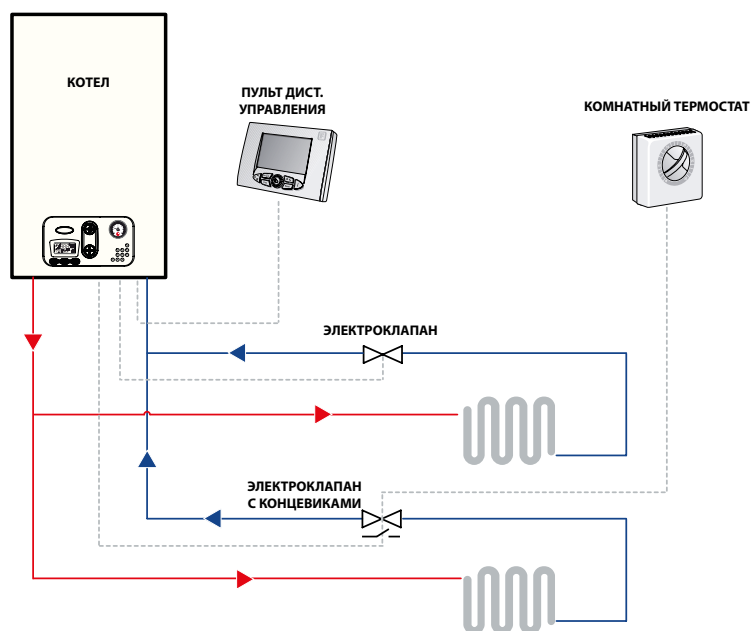 КОТЕЛ
ПУЛЬТ ДИСТ.
УПРАВЛЕНИЯ
КОМНАТНЫЙ ТЕРМОСТАТ
ЭЛЕКТРОКЛАПАН
ЭЛЕКТРОКЛАПАН
С КОНЦЕВИКАМИ